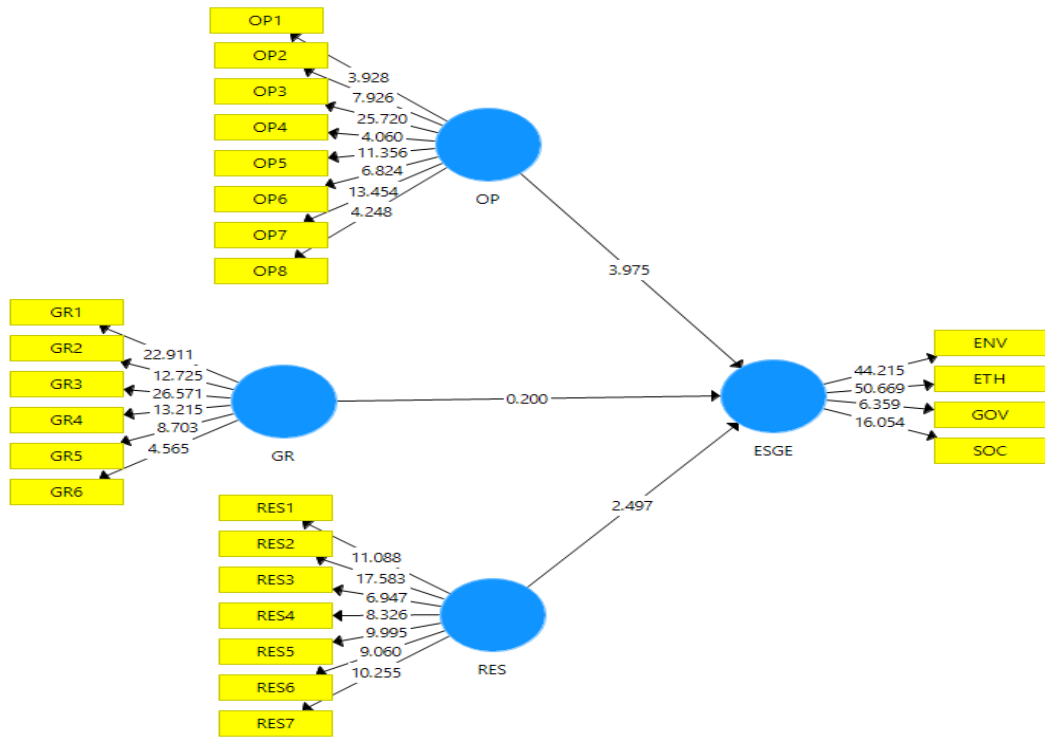 OP1
OP2
OP3
OP4
OP5
OP6
OP7
OP8
3.928
7.926
25.720
4.060
11.356
6.824
13.454
4.248
OP
3.975
GR1
GR2
GR3
GR4
GR5
GR6
22.911
12.725
26.571
13.215
8.703
4.565
GR
0.200
ESGE
44.215
50.669
6.359
16.054
ENV
ETH
GOV
SOC
2.497
RES1
RES2
RES3
RES4
RES5
RES6
RES7
11.088
17.583
6.947
8.326
9.995
9.060
10.255
RES